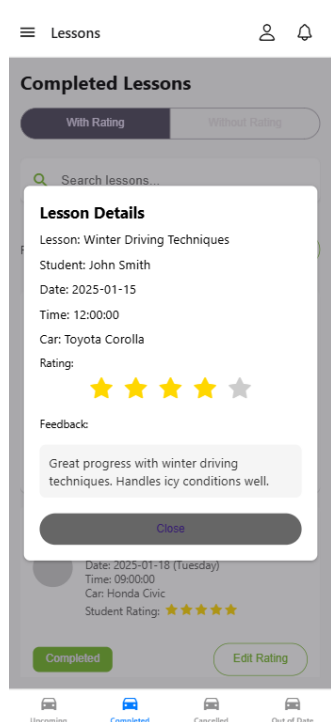 Lessons
Completed Lessons
With Rating
Without Rating
Search lessons...
Lesson Details
Lesson: Winter Driving Techniques
Student: John Smith
Date: 2025-01-15
Time: 12:00:00
Car: Toyota Corolla
Rating:
Feedback:
Great progress with winter driving
techniques. Handles icy conditions well.
Close
Date: 2025-01-18 (Tuesday)
Time: 09:00:00
Car: Honda Civic
Student Rating:
Completed
Edit Rating
Upcoming
Completed
Cancelled
Out of Date